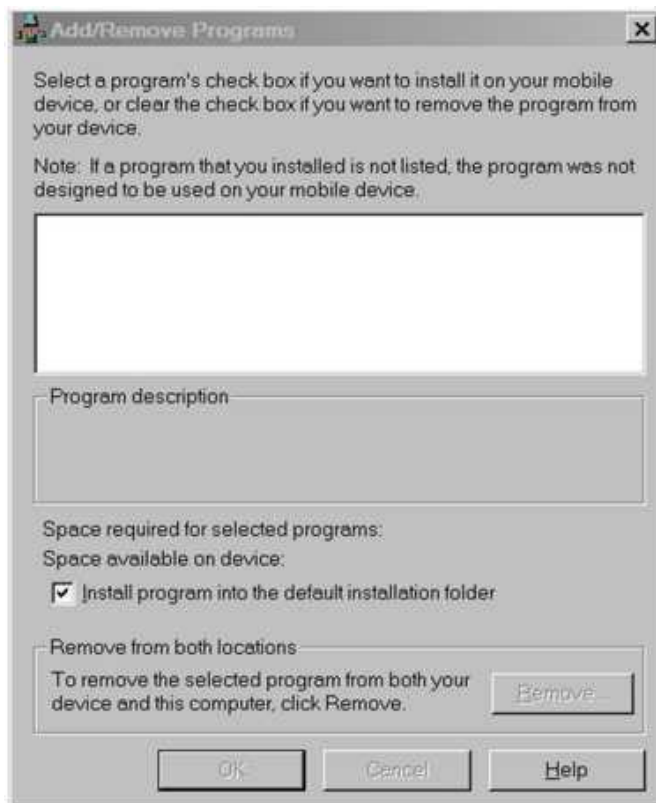 Add/Remove Programs
Select a program's check box if you want to install it on your mobile
device, or clear the check box if you want to remove the program from
your device.
Note: If a program that you installed is not listed, the program was not
designed to be used on your mobile device.
Program description
Space required for selected programs:
Space available on device:
Install program into the default installation folder
Remove from both locations
To remove the selected program from both your
device and this computer, click Remove.
Remove...
OK
Cancel
Help